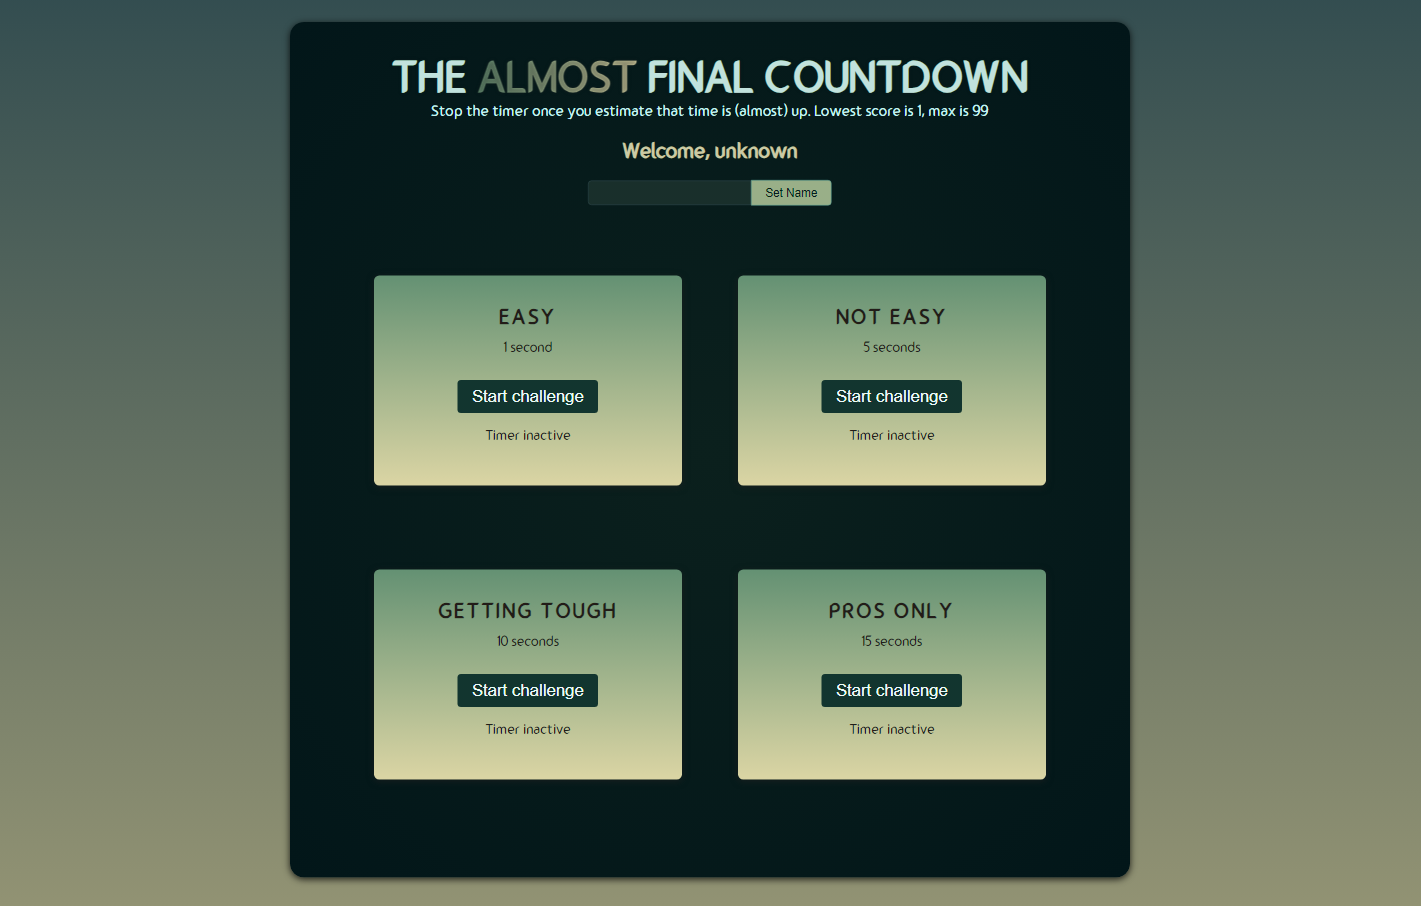 THE ALMOST FINAL COUNTDOWN
Stop the timer once you estimate that time is (almost) up. Lowest score is 1, max is 99
Welcome, unknown
Set Name
EASY
1 second
Start challenge
Timer inactive
NOT EASY
5 seconds
Start challenge
Timer inactive
GETTING TOUGH
10 seconds
Start challenge
Timer inactive
PROS ONLY
15 seconds
Start challenge
Timer inactive